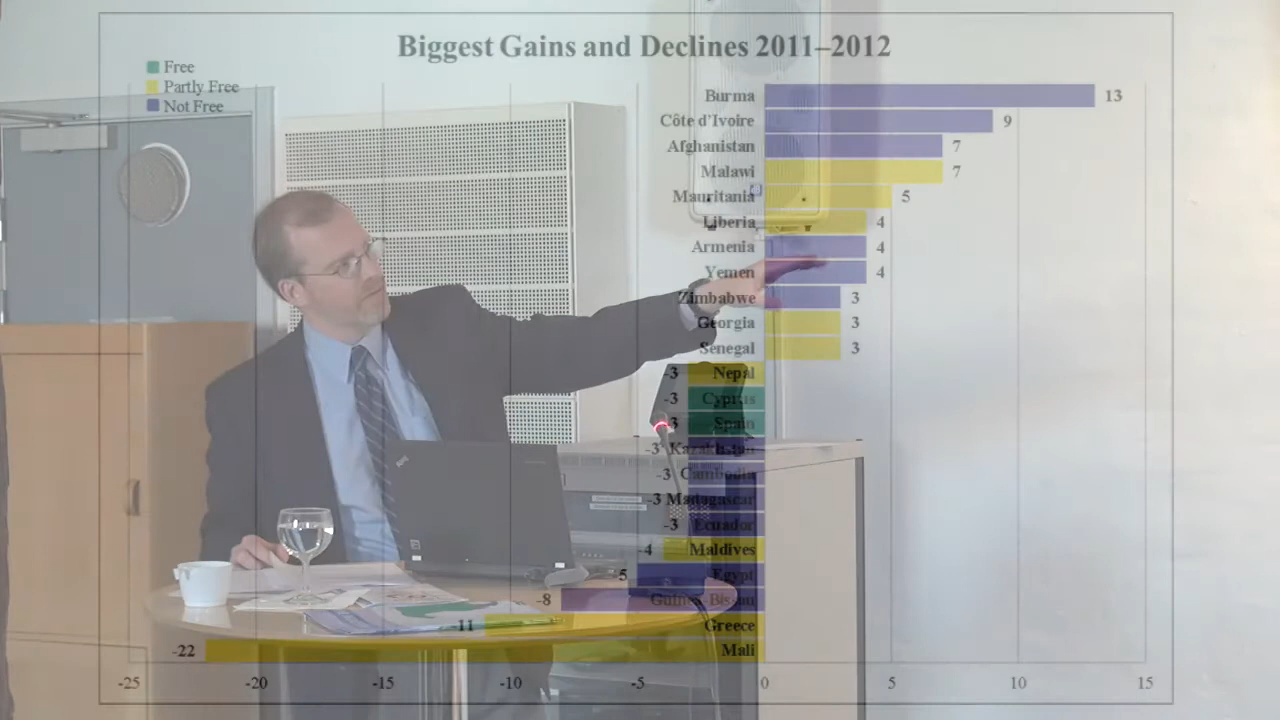 Biggest Gains and Declines 2011–2012
Free
Partly Free
Not Free
Burma 13
Côte d'Ivoire 9
Afghanistan 7
Malawi 7
Mauritania 5
Liberia 4
Armenia 4
Yemen 4
Zimbabwe 3
Georgia 3
Senegal 3
-3 Nepal
-3 Cyprus
-3 Spain
-3 Kazakhstan
-3 Cambodia
-3 Madagascar
-3 Ecuador
-4 Maldives
-5 Egypt
-8 Guinea-Bissau
-11 Greece
-22 Mali
-25 -20 -15 -10 -5 0 5 10 15